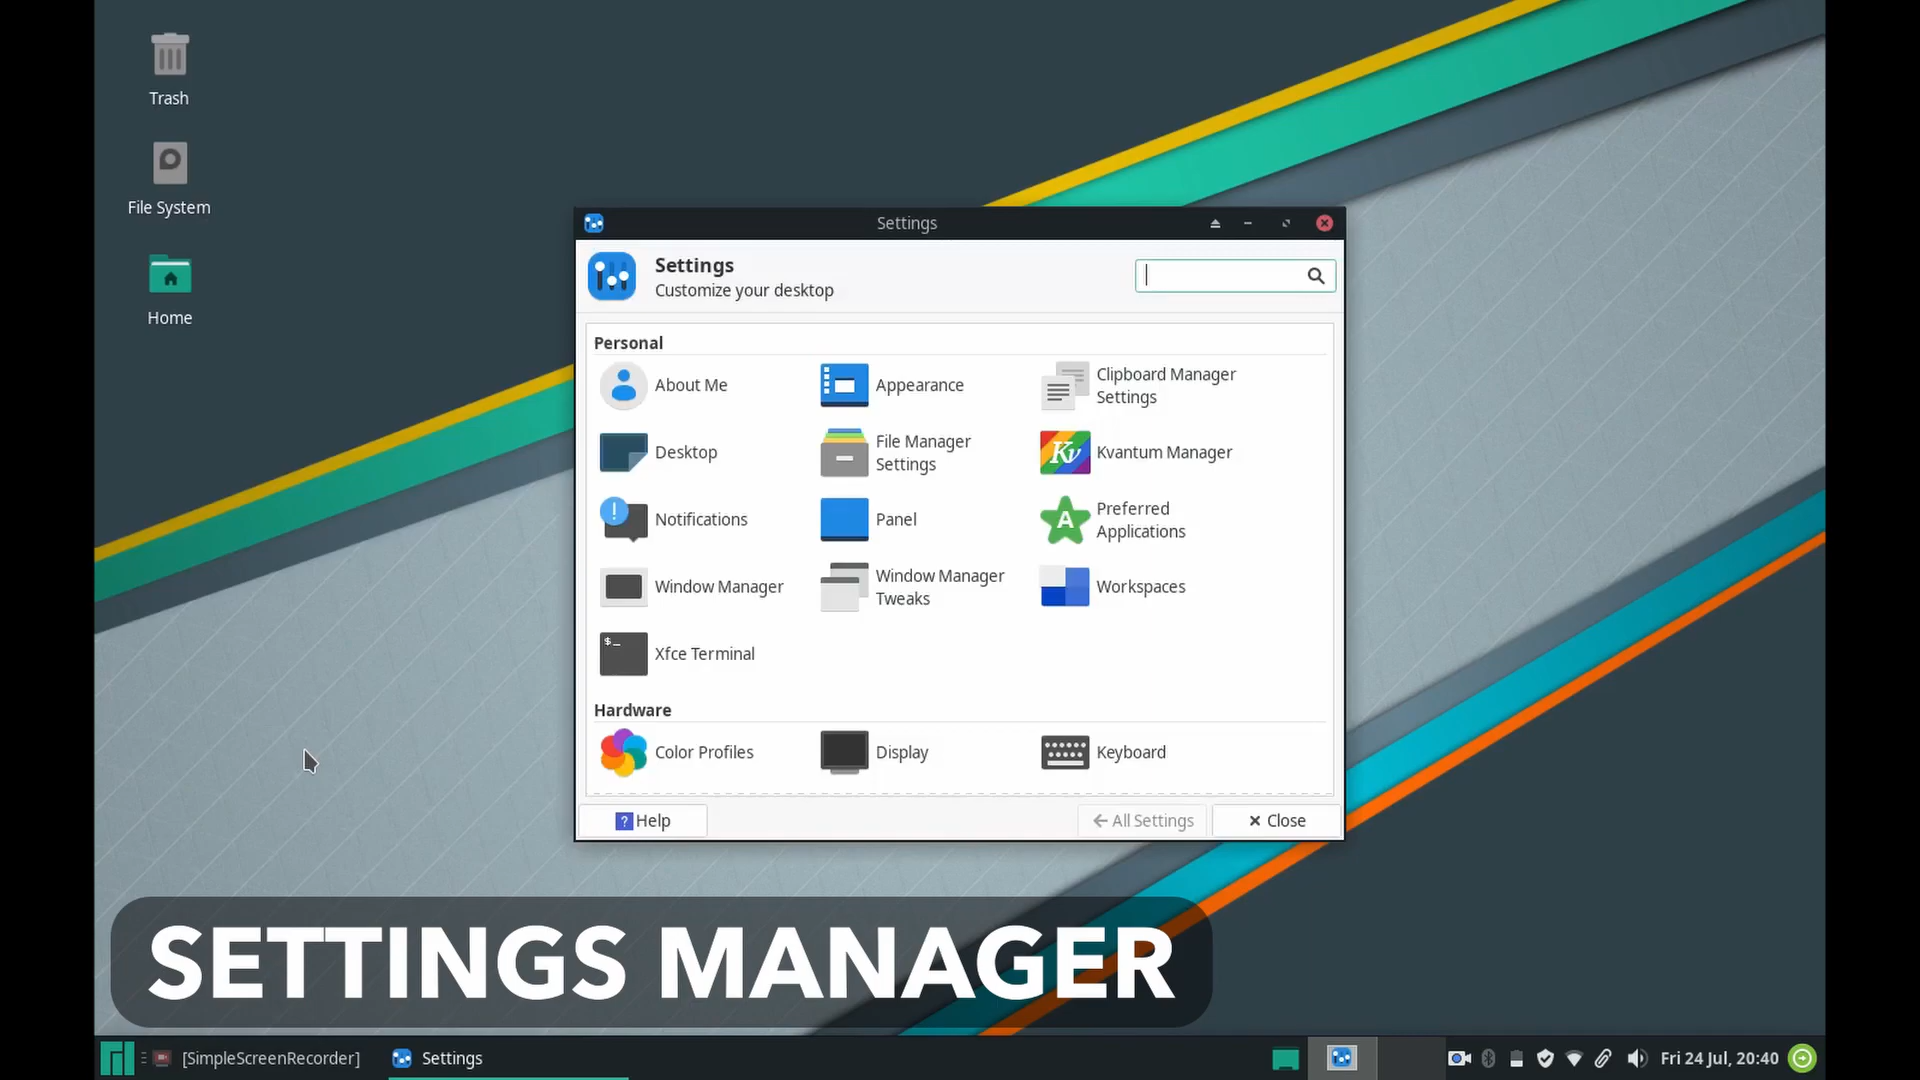 Trash
File System
Home
Settings
Settings
Customize your desktop
Personal
About Me
Appearance
Clipboard Manager
Settings
Desktop
File Manager
Settings
Kv
Kvantum Manager
!
Notifications
Panel
A
Preferred
Applications
Window Manager
Window Manager
Tweaks
Workspaces
$_
Xfce Terminal
Hardware
Color Profiles
Display
Keyboard
? Help
All Settings
Close
SETTINGS MANAGER
[SimpleScreenRecorder]
Settings
Fri 24 Jul, 20:40